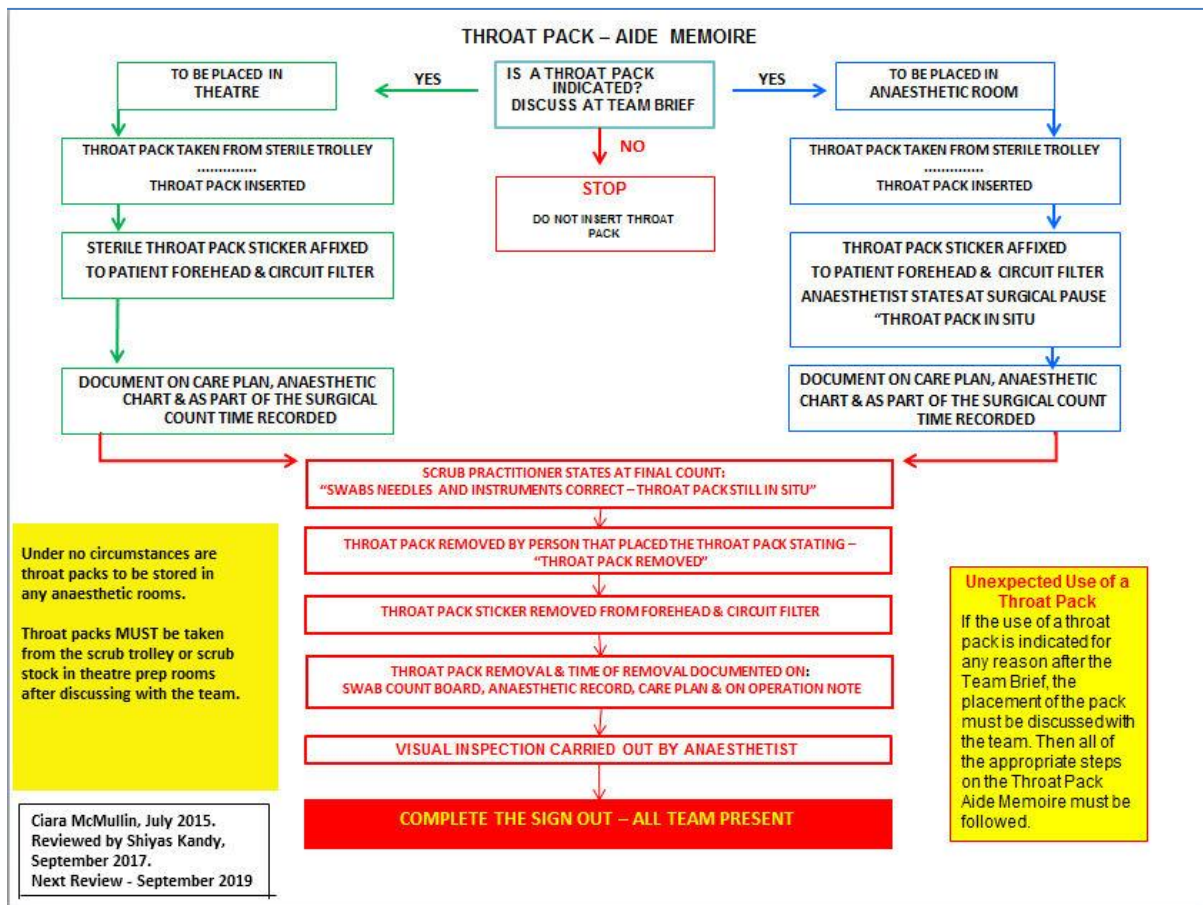 THROAT PACK – AIDE MEMOIRE
TO BE PLACED IN
THEATRE
YES
IS A THROAT PACK
INDICATED?
DISCUSS AT TEAM BRIEF
YES
TO BE PLACED IN
ANAESTHETIC ROOM
NO
THROAT PACK TAKEN FROM STERILE TROLLEY
..............
THROAT PACK INSERTED
STOP
DO NOT INSERT THROAT
PACK
THROAT PACK TAKEN FROM STERILE TROLLEY
..............
THROAT PACK INSERTED
STERILE THROAT PACK STICKER AFFIXED
TO PATIENT FOREHEAD & CIRCUIT FILTER
THROAT PACK STICKER AFFIXED
TO PATIENT FOREHEAD & CIRCUIT FILTER
ANAESTHETIST STATES AT SURGICAL PAUSE
“THROAT PACK IN SITU
DOCUMENT ON CARE PLAN, ANAESTHETIC
CHART & AS PART OF THE SURGICAL
COUNT TIME RECORDED
DOCUMENT ON CARE PLAN, ANAESTHETIC
CHART & AS PART OF THE SURGICAL COUNT
TIME RECORDED
SCRUB PRACTITIONER STATES AT FINAL COUNT:
“SWABS NEEDLES AND INSTRUMENTS CORRECT – THROAT PACK STILL IN SITU”
THROAT PACK REMOVED BY PERSON THAT PLACED THE THROAT PACK STATING –
“THROAT PACK REMOVED”
THROAT PACK STICKER REMOVED FROM FOREHEAD & CIRCUIT FILTER
THROAT PACK REMOVAL & TIME OF REMOVAL DOCUMENTED ON:
SWAB COUNT BOARD, ANAESTHETIC RECORD, CARE PLAN & ON OPERATION NOTE
VISUAL INSPECTION CARRIED OUT BY ANAESTHETIST
COMPLETE THE SIGN OUT – ALL TEAM PRESENT
Under no circumstances are
throat packs to be stored in
any anaesthetic rooms.
Throat packs MUST be taken
from the scrub trolley or scrub
stock in theatre prep rooms
after discussing with the team.
Unexpected Use of a
Throat Pack
If the use of a throat
pack is indicated for
any reason after the
Team Brief, the
placement of the pack
must be discussed with
the team. Then all of
the appropriate steps
on the Throat Pack
Aide Memoire must be
followed.
Ciara McMullin, July 2015.
Reviewed by Shiyas Kandy,
September 2017.
Next Review - September 2019